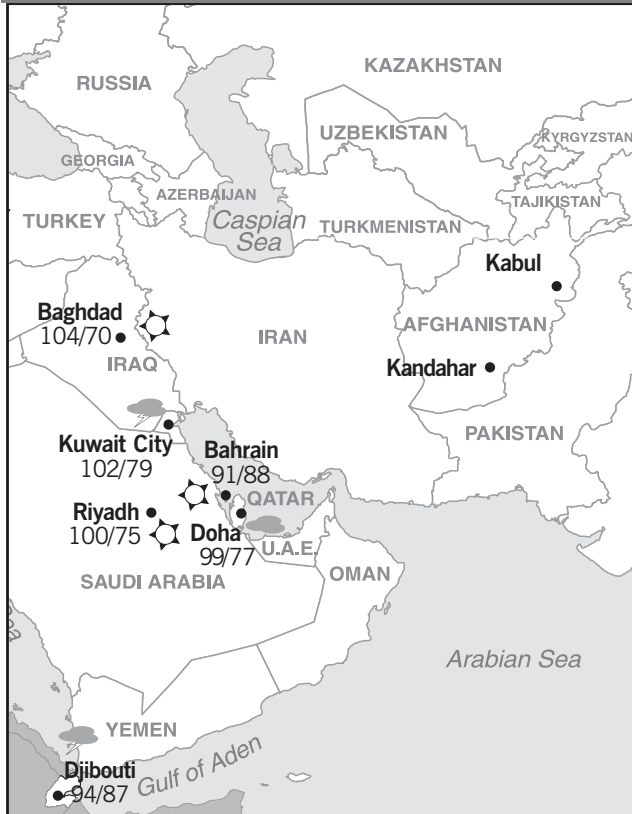 KAZAKHSTAN
RUSSIA
UZBEKISTAN
KYRGYZSTAN
GEORGIA
AZERBAIJAN
TAJIKISTAN
TURKEY
Caspian
Sea
TURKMENISTAN
Kabul
Baghdad
104/70
IRAQ
IRAN
AFGHANISTAN
Kandahar
Kuwait City
102/79
PAKISTAN
Bahrain
91/88
QATAR
Riyadh
100/75
Doha
99/77
U.A.E.
SAUDI ARABIA
OMAN
Arabian Sea
YEMEN
Gulf of Aden
Djibouti
94/87